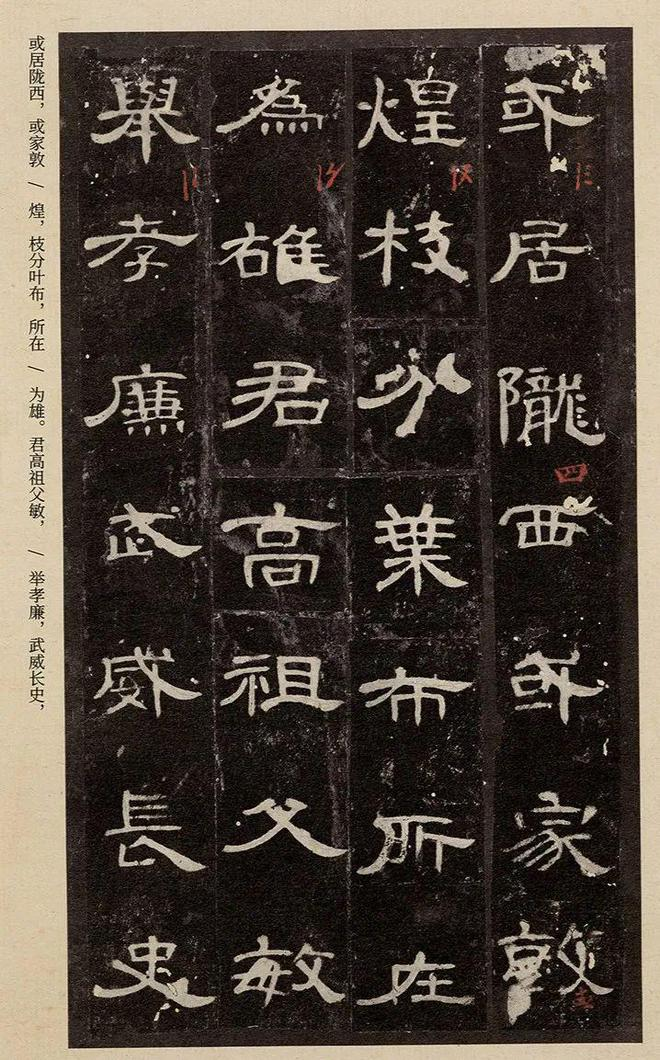 或居隴西或家敦
煌枝分葉布所在
為雄君高祖父敏
舉孝廉武威長史
四
或居陇西，或家敦 \ 煌，枝分叶布，所在 \ 为雄。君高祖父敏， \ 举孝廉，武威长史，